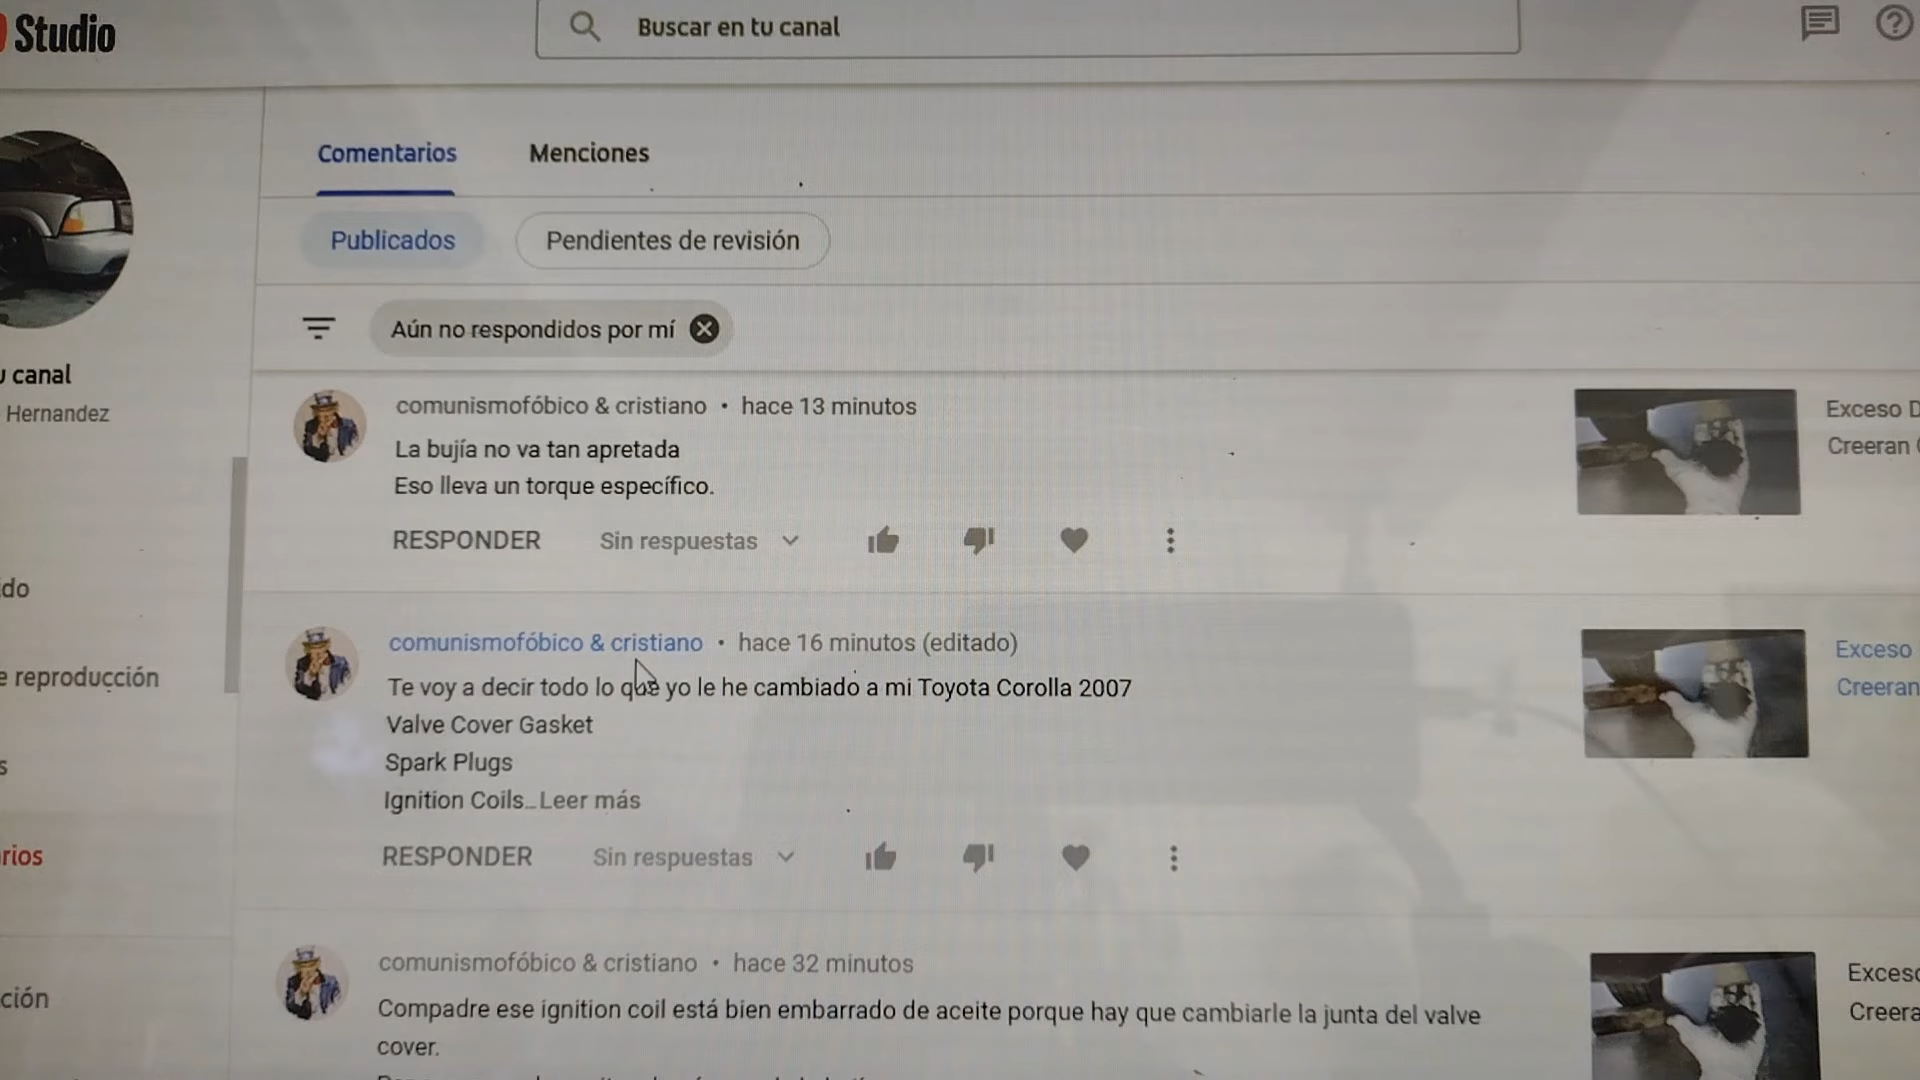 Studio
Buscar en tu canal
Comentarios
Menciones
Publicados
Pendientes de revisión
Aún no respondidos por mí
canal
Hernandez
do
e reproducción
s
rios
ción
comunismofóbico & cristiano • hace 13 minutos
La bujía no va tan apretada
Eso lleva un torque específico.
RESPONDER
Sin respuestas
Exceso D
Creeran
comunismofóbico & cristiano • hace 16 minutos (editado)
Te voy a decir todo lo que yo le he cambiado a mi Toyota Corolla 2007
Valve Cover Gasket
Spark Plugs
Ignition Coils...Leer más
RESPONDER
Sin respuestas
Exceso
Creeran
comunismofóbico & cristiano • hace 32 minutos
Compadre ese ignition coil está bien embarrado de aceite porque hay que cambiarle la junta del valve
cover.
Exceso
Creera